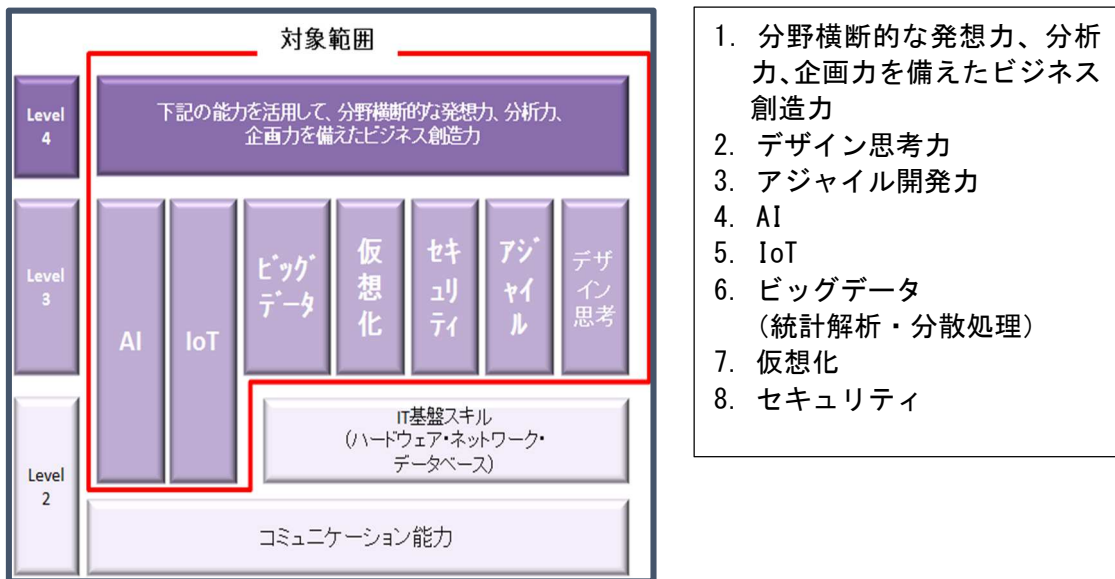 対象範囲
Level
4
下記の能力を活用して、分野横断的な発想力、分析力、
企画力を備えたビジネス創造力
Level
3
AI
IoT
ﾋﾞｯｸﾞ
ﾃﾞｰﾀ
仮
想
化
セキ
ュリ
ティ
アジ
ャイ
ル
デザ
イン
思考
Level
2
IT基盤スキル
(ハードウェア・ネットワーク・
データベース)
コミュニケーション能力
1. 分野横断的な発想力、分析
力、企画力を備えたビジネス
創造力
2. デザイン思考力
3. アジャイル開発力
4. AI
5. IoT
6. ビッグデータ
(統計解析・分散処理)
7. 仮想化
8. セキュリティ